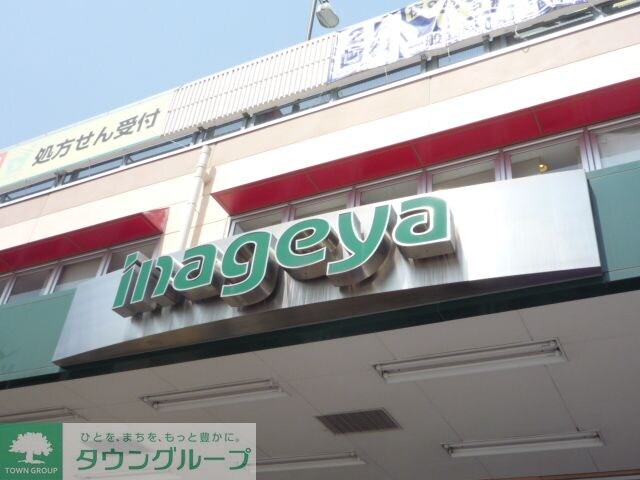 処方せん受付
inageya
TOWN GROUP
ひとを、まちを、もっと豊かに。
タウングループ